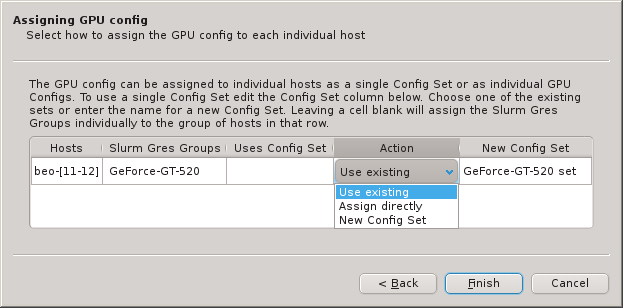 Assigning GPU config
Select how to assign the GPU config to each individual host
The GPU config can be assigned to individual hosts as a single Config Set or as individual GPU
Configs. To use a single Config Set edit the Config Set column below. Choose one of the existing
sets or enter the name for a new Config Set. Leaving a cell blank will assign the Slurm Gres
Groups individually to the group of hosts in that row.
Hosts Slurm Gres Groups Uses Config Set Action New Config Set
beo-[11-12] GeForce-GT-520 Use existing GeForce-GT-520 set
Use existing
Assign directly
New Config Set
< Back Finish Cancel